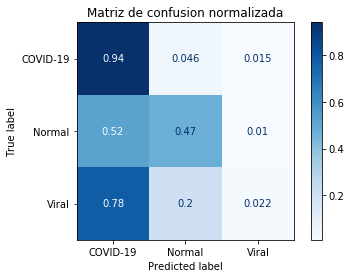 Matriz de confusion normalizada
True label
COVID-19
Normal
Viral
0.94 0.046 0.015
0.52 0.47 0.01
0.78 0.2 0.022
COVID-19 Normal Viral
Predicted label
0.8
0.6
0.4
0.2